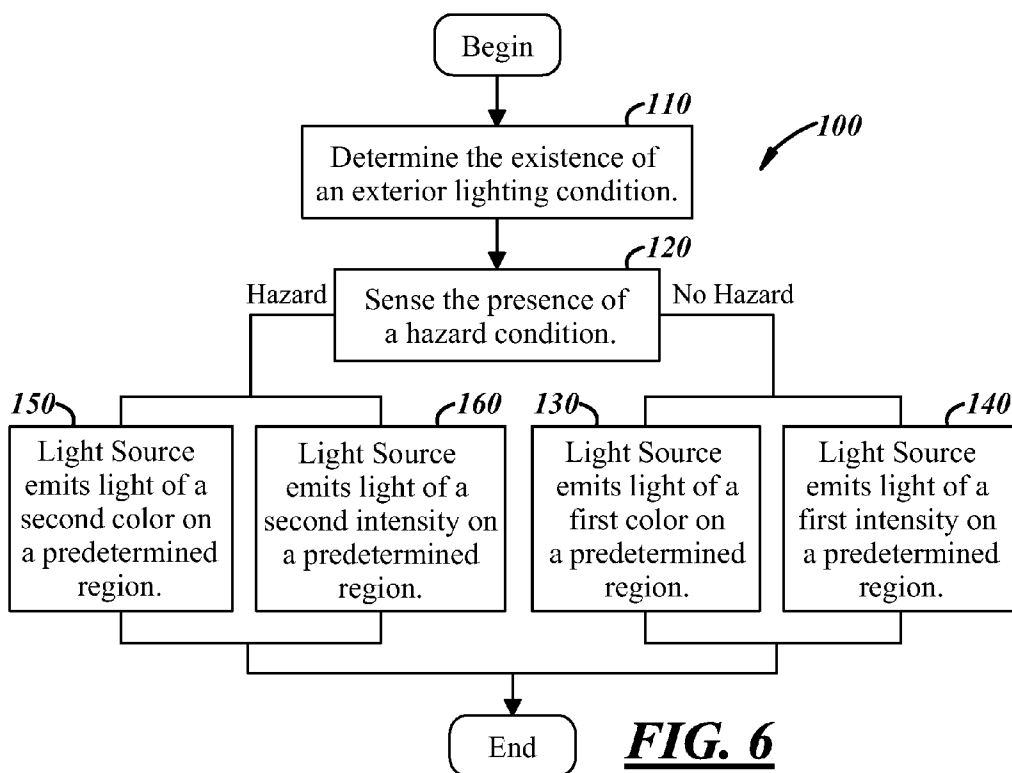 Begin
110
100
Determine the existence of
an exterior lighting condition.
120
Hazard
Sense the presence of
a hazard condition.
No Hazard
150
Light Source
emits light of a
second color on
a predetermined
region.
160
Light Source
emits light of a
second intensity on
a predetermined
region.
130
Light Source
emits light of a
first color on
a predetermined
region.
140
Light Source
emits light of a
first intensity on
a predetermined
region.
End
FIG. 6